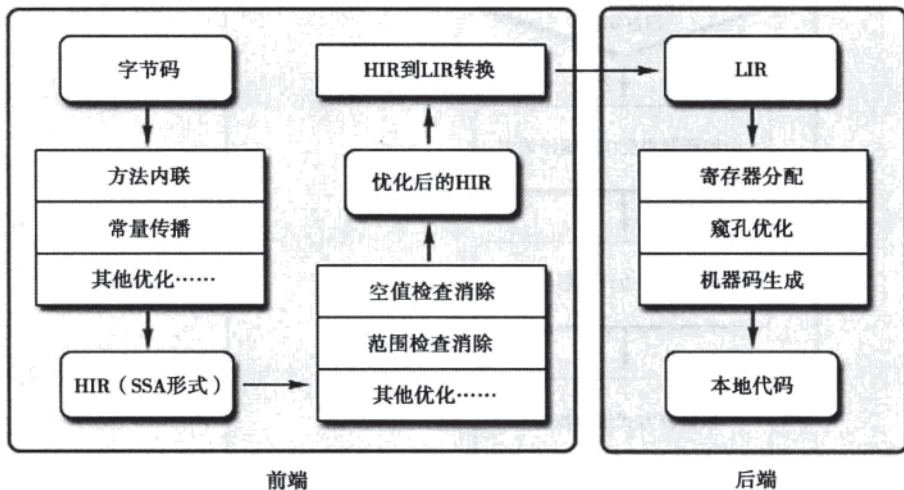 字节码
方法内联
常量传播
其他优化……
HIR（SSA形式）
HIR到LIR转换
优化后的HIR
空值检查消除
范围检查消除
其他优化……
前端
LIR
寄存器分配
窥孔优化
机器码生成
本地代码
后端